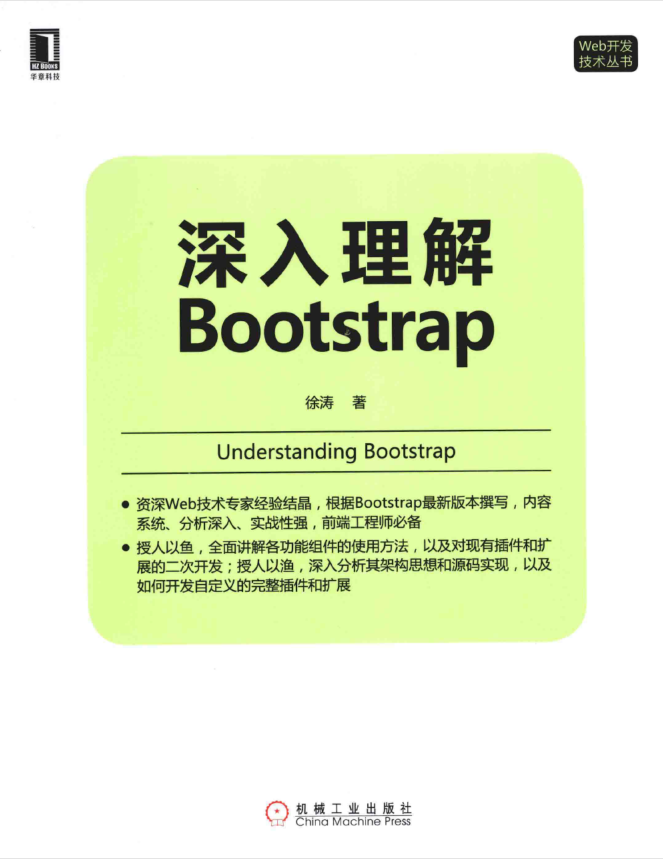 HZ BOOKS
华章科技
Web开发
技术丛书
深入理解
Bootstrap
徐涛 著
Understanding Bootstrap
● 资深Web技术专家经验结晶，根据Bootstrap最新版本撰写，内容
系统、分析深入、实战性强，前端工程师必备
● 授人以鱼，全面讲解各功能组件的使用方法，以及对现有插件和扩
展的二次开发；授人以渔，深入分析其架构思想和源码实现，以及
如何开发自定义的完整插件和扩展
机械工业出版社
China Machine Press